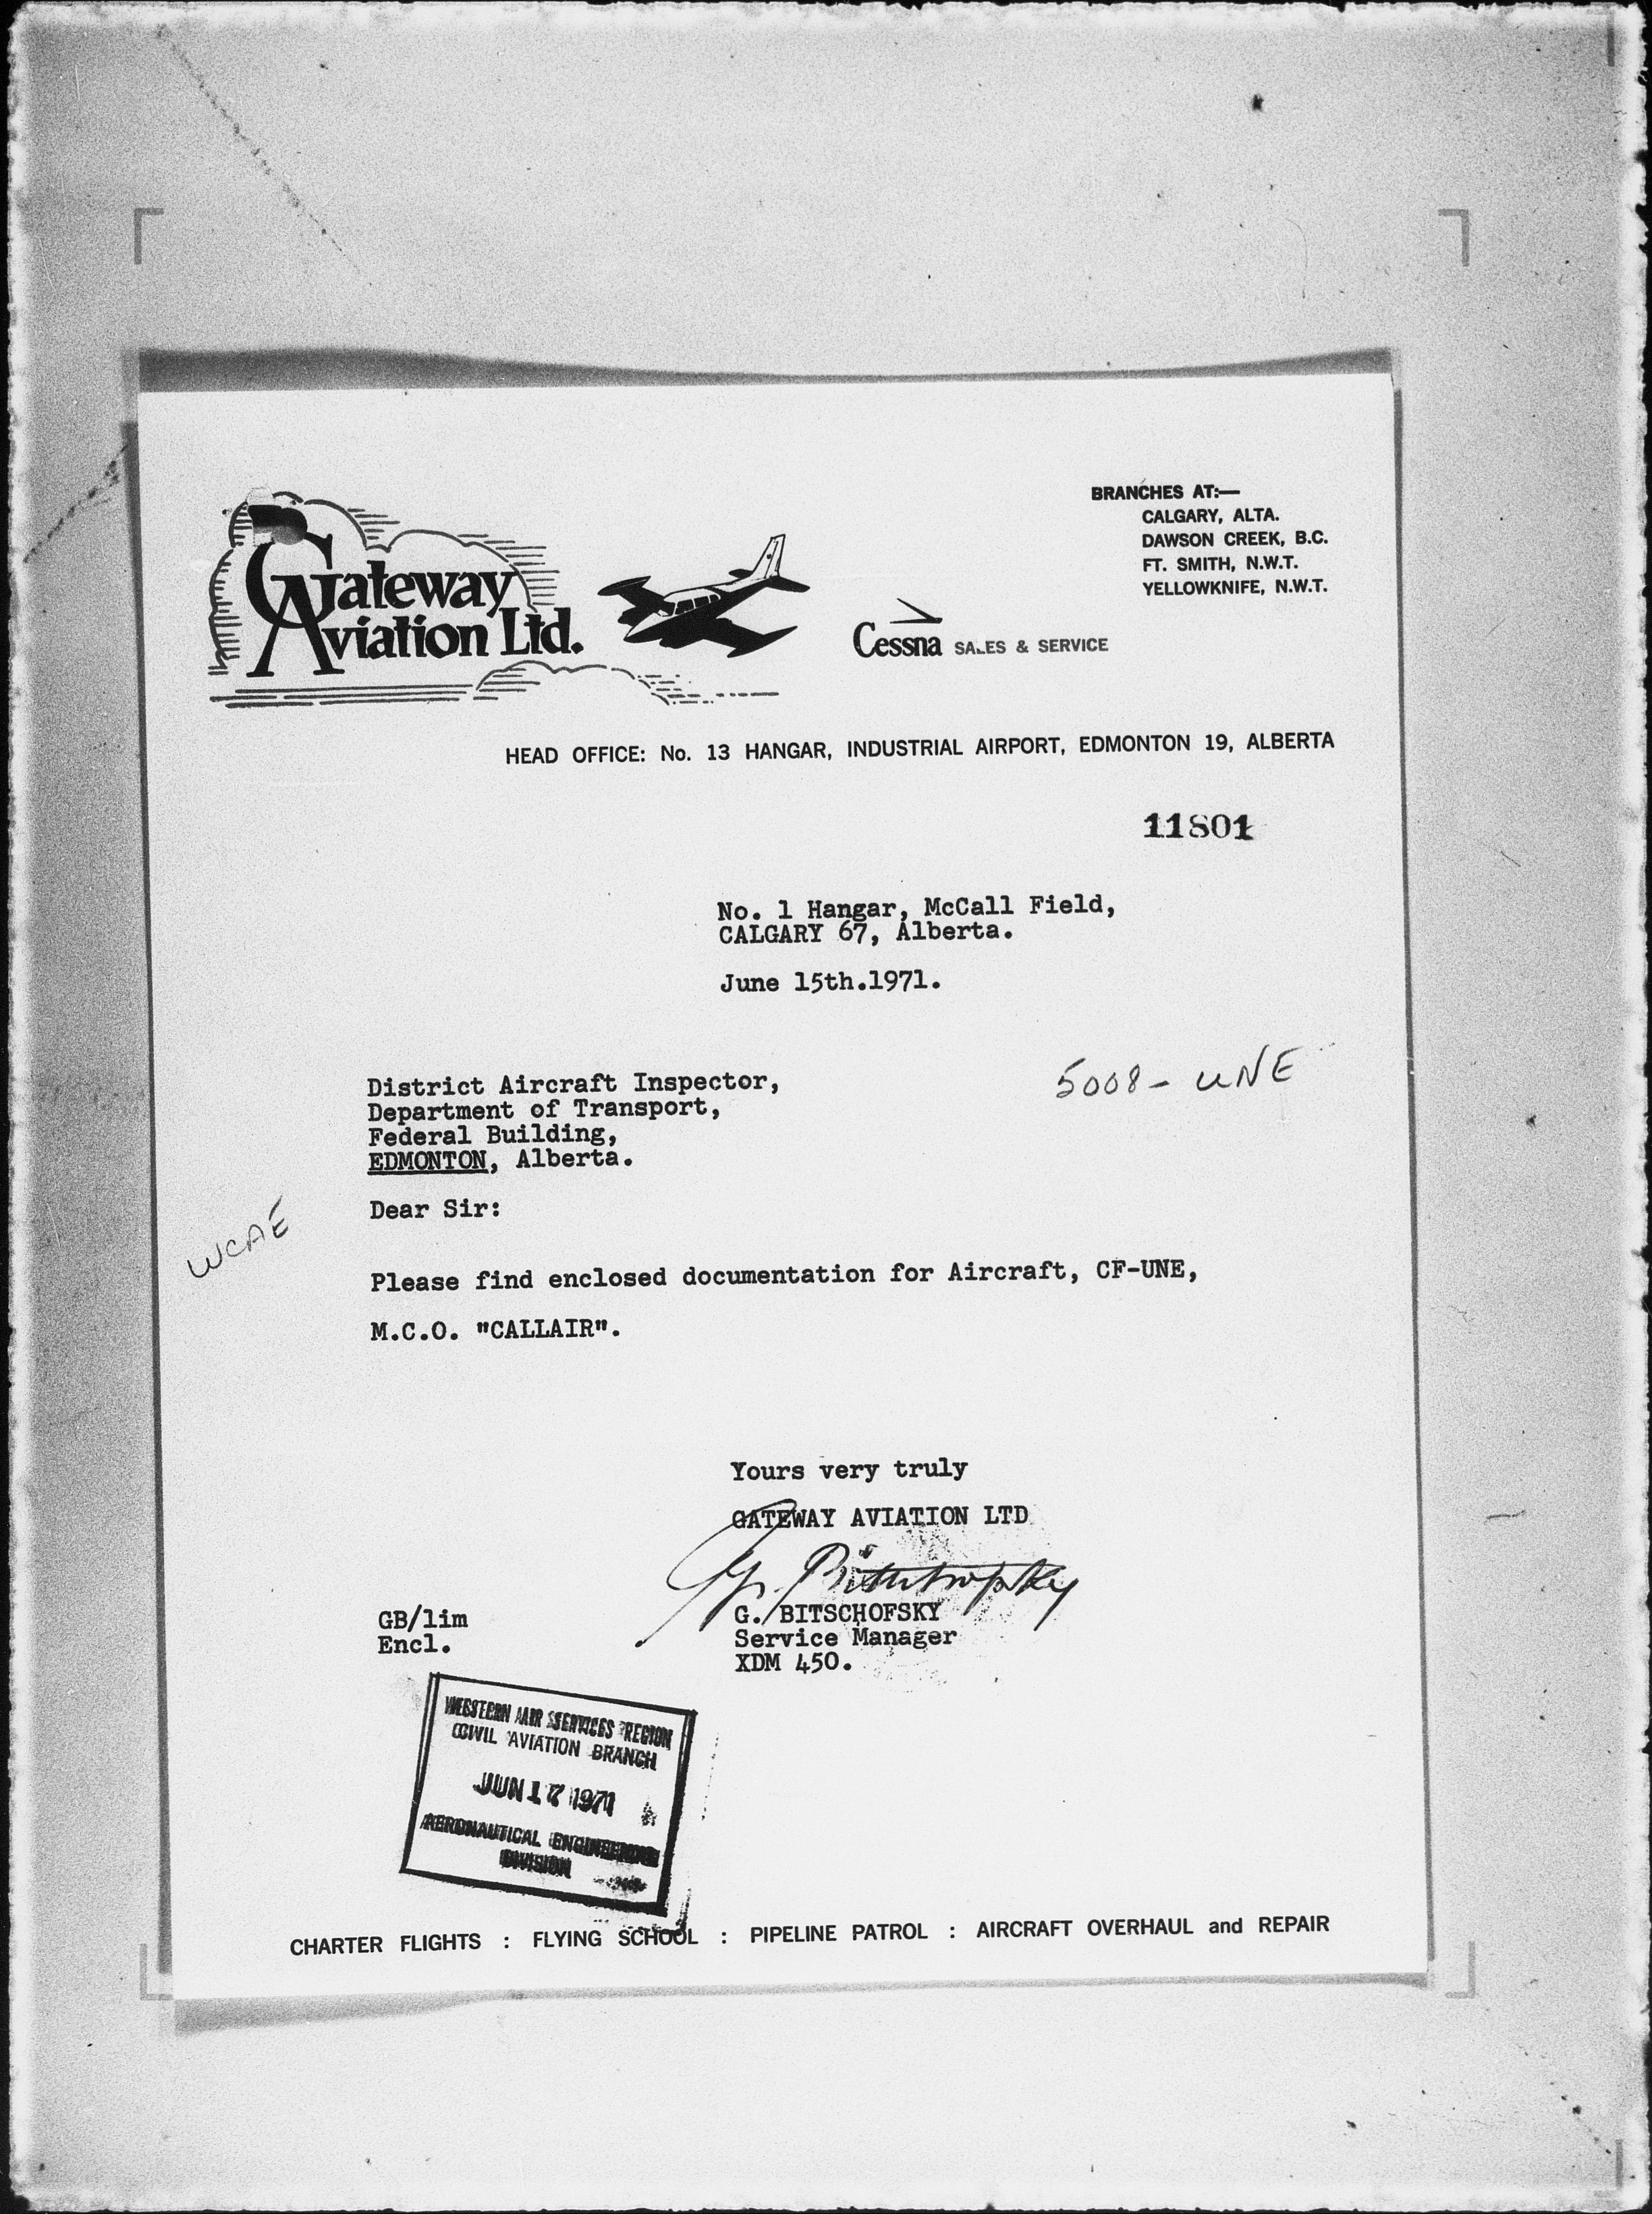 BRANCHES AT:—
CALGARY, ALTA.
DAWSON CREEK, B.C.
FT. SMITH, N.W.T.
YELLOWKNIFE, N.W.T.
Gateway
Aviation Ltd.
Cessna SALES & SERVICE
HEAD OFFICE: No. 13 HANGAR, INDUSTRIAL AIRPORT, EDMONTON 19, ALBERTA
11801
No. 1 Hangar, McCall Field,
CALGARY 67, Alberta.
June 15th.1971.
5008- UNE
District Aircraft Inspector,
Department of Transport,
Federal Building,
EDMONTON, Alberta.
WCAE
Dear Sir:
Please find enclosed documentation for Aircraft, CF-UNE,
M.C.O. "CALLAIR".
Yours very truly
GATEWAY AVIATION LTD
G. Bitschofsky
G. BITSCHOFSKY
Service Manager
XDM 450.
GB/lim
Encl.
WESTERN AIR SERVICES REGION
CIVIL AVIATION BRANCH
JUN 17 1971
AERONAUTICAL ENGINEERING
DIVISION
CHARTER FLIGHTS : FLYING SCHOOL : PIPELINE PATROL : AIRCRAFT OVERHAUL and REPAIR